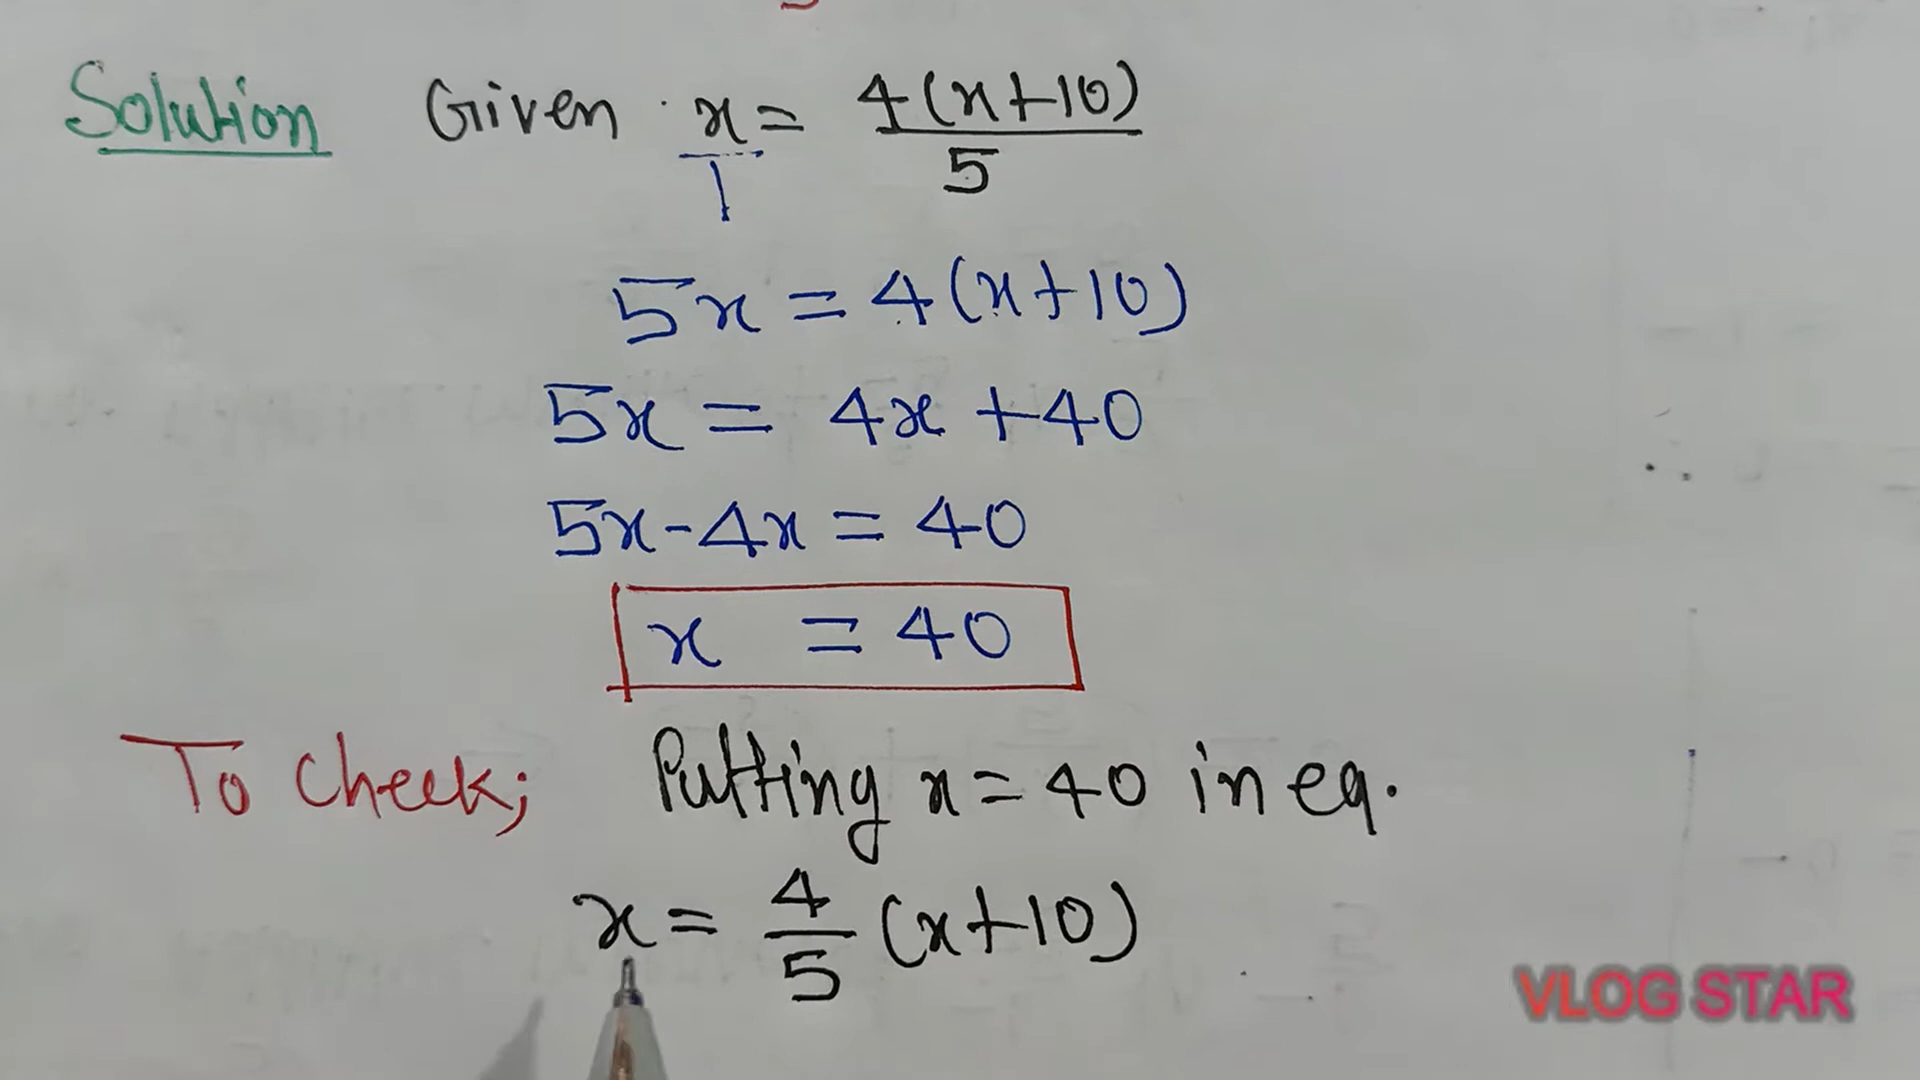 Solution Given x/1 = 4(x+10)/5
5x = 4(x+10)
5x = 4x +40
5x-4x = 40
x = 40
To Check; Putting x=40 in eq.
x = 4/5 (x+10)
VLOG STAR